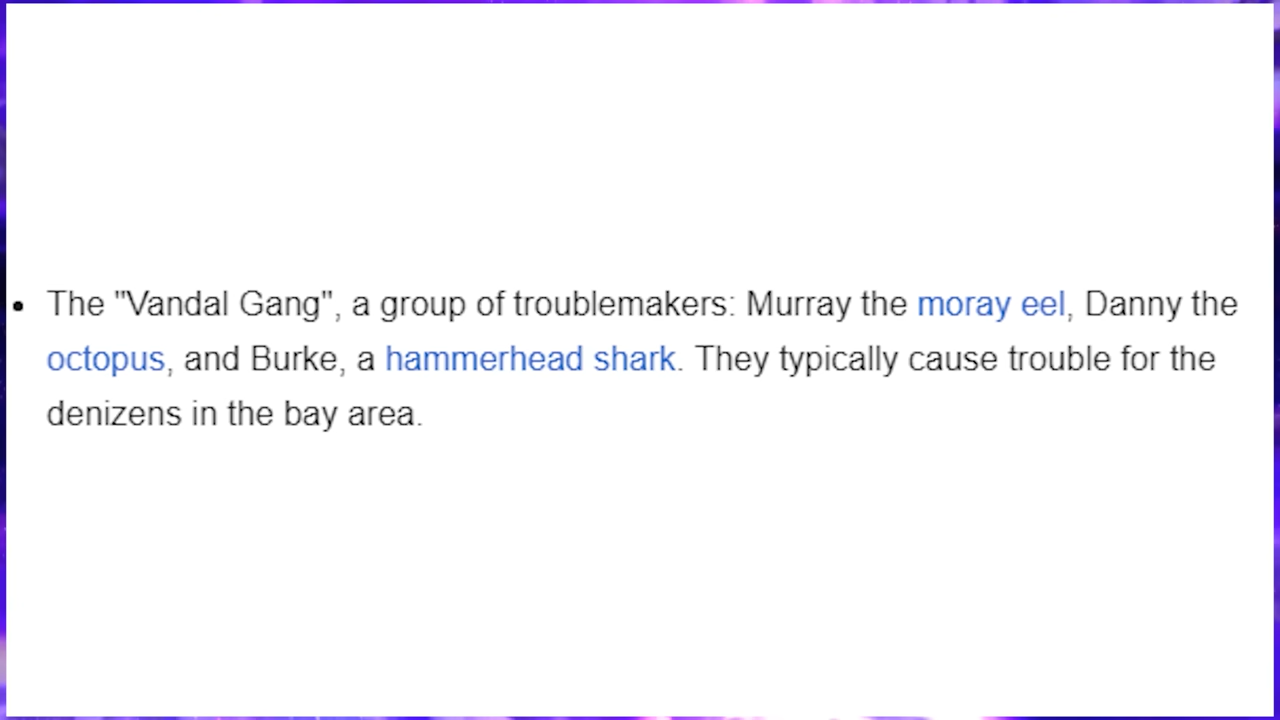 • The "Vandal Gang", a group of troublemakers: Murray the moray eel, Danny the
octopus, and Burke, a hammerhead shark. They typically cause trouble for the
denizens in the bay area.